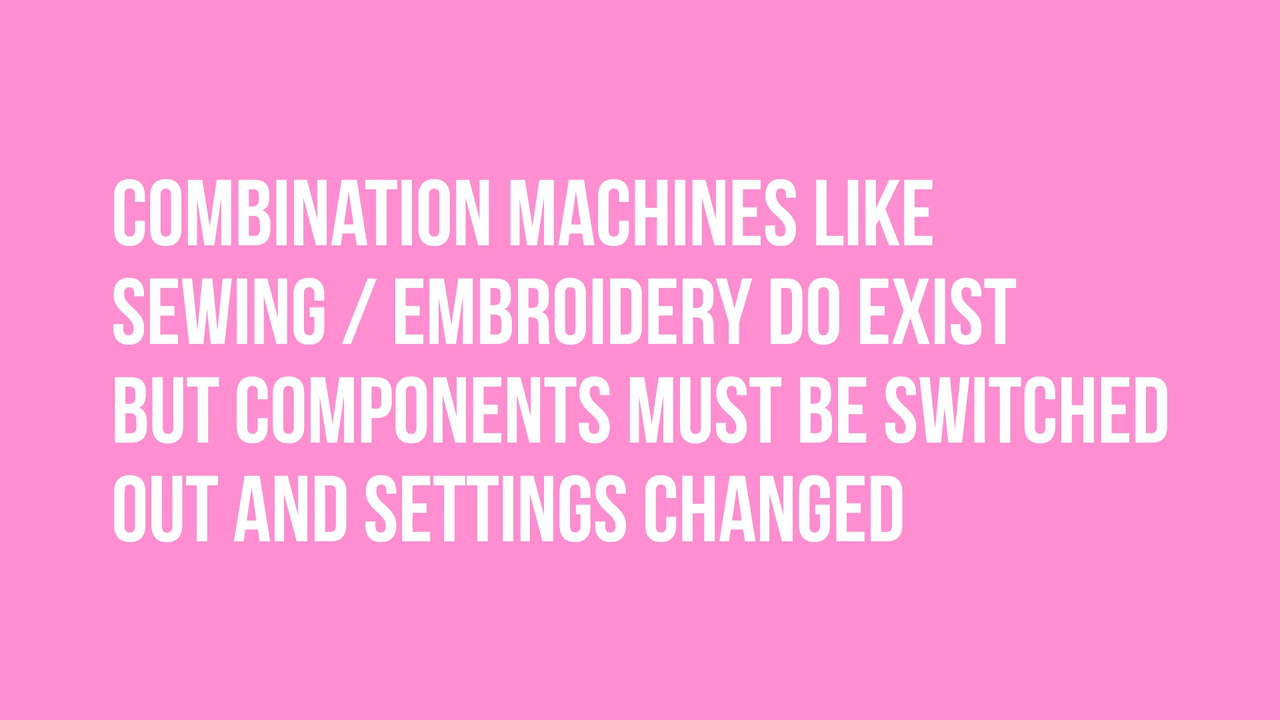 COMBINATION MACHINES LIKE
SEWING / EMBROIDERY DO EXIST
BUT COMPONENTS MUST BE SWITCHED
OUT AND SETTINGS CHANGED